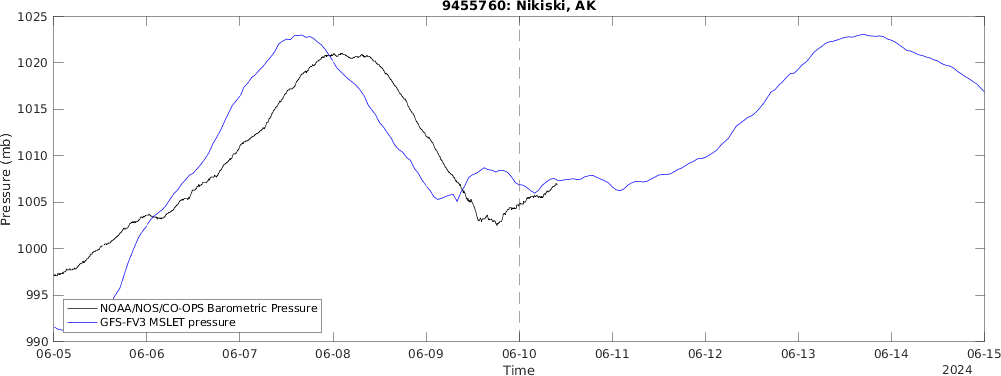 9455760: Nikiski, AK
Pressure (mb)
1025
1020
1015
1010
1005
1000
995
990
NOAA/NOS/CO-OPS Barometric Pressure
GFS-FV3 MSLET pressure
06-05 06-06 06-07 06-08 06-09 06-10 06-11 06-12 06-13 06-14 06-15
Time
2024